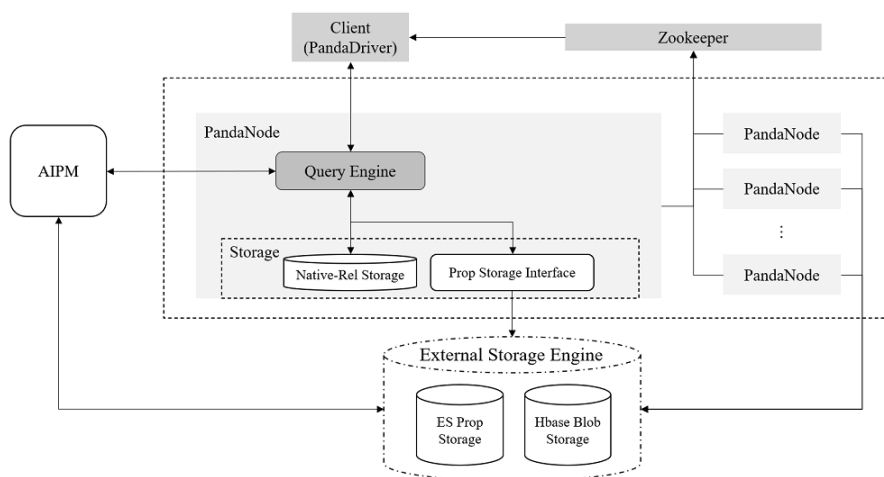 Client
(PandaDriver)
Zookeeper
PandaNode
PandaNode
AIPM
Query Engine
PandaNode
⋮
Storage
Native-Rel Storage
Prop Storage Interface
PandaNode
External Storage Engine
ES Prop
Storage
Hbase Blob
Storage